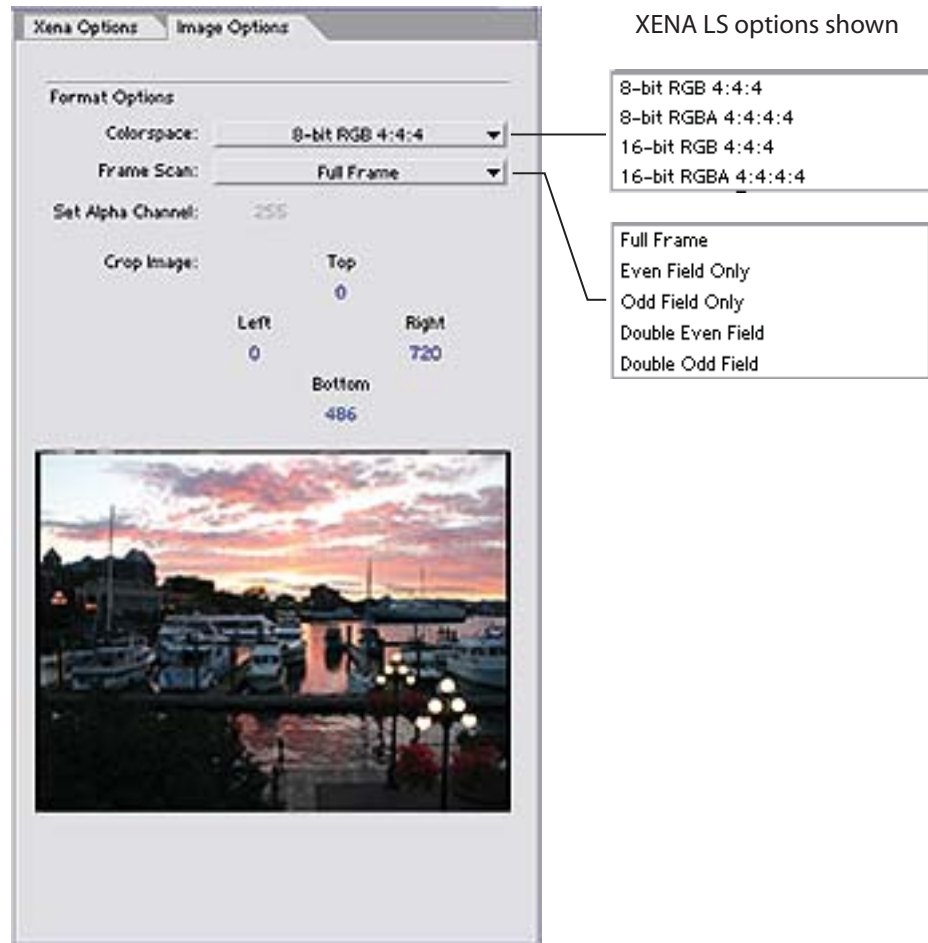 Xena Options Image Options
XENA LS options shown
Format Options
Colorspace: 8-bit RGB 4:4:4
Frame Scan: Full Frame
Set Alpha Channel: 255
Crop Image: Top
0
Left Right
0 720
Bottom
486
8-bit RGB 4:4:4
8-bit RGBA 4:4:4:4
16-bit RGB 4:4:4
16-bit RGBA 4:4:4:4
Full Frame
Even Field Only
Odd Field Only
Double Even Field
Double Odd Field